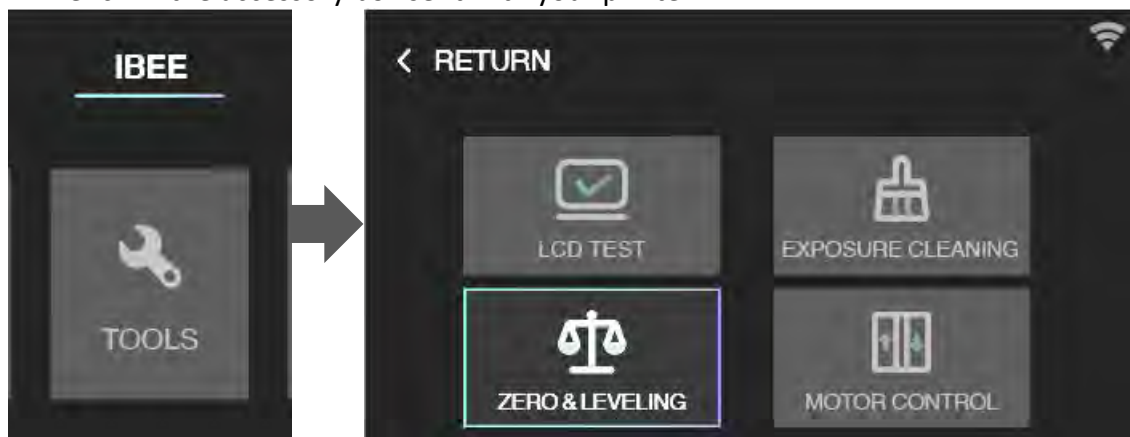 IBEE
TOOLS
RETURN
LCD TEST
EXPOSURE CLEANING
ZERO & LEVELING
MOTOR CONTROL